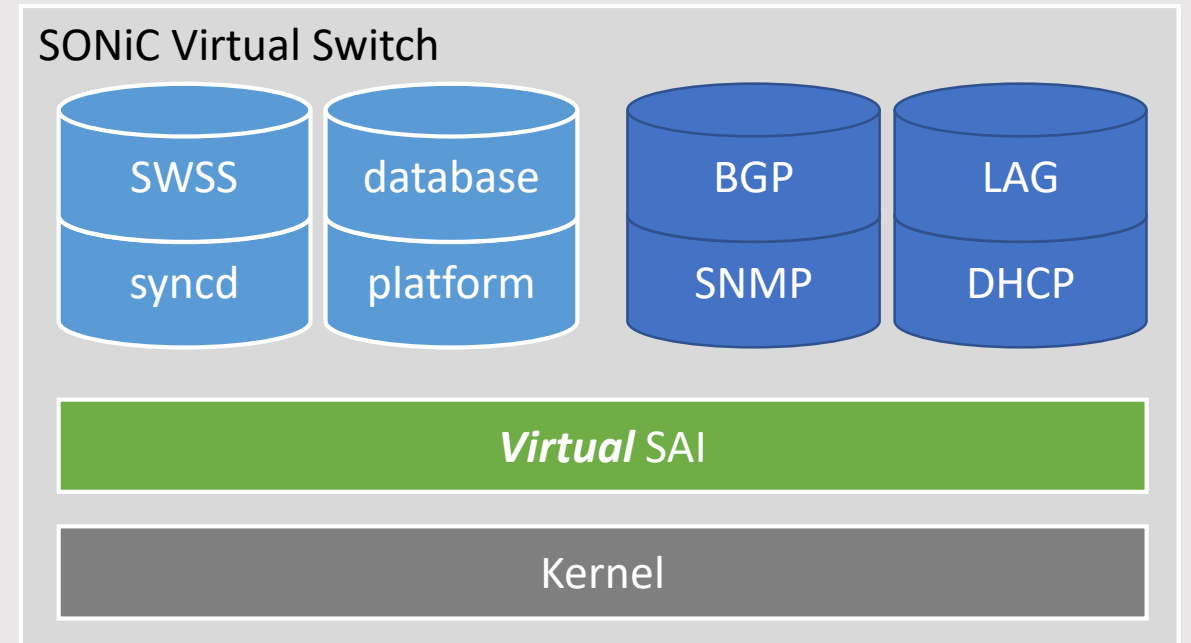 SONiC Virtual Switch
SWSS
database
BGP
LAG
syncd
platform
SNMP
DHCP
Virtual SAI
Kernel